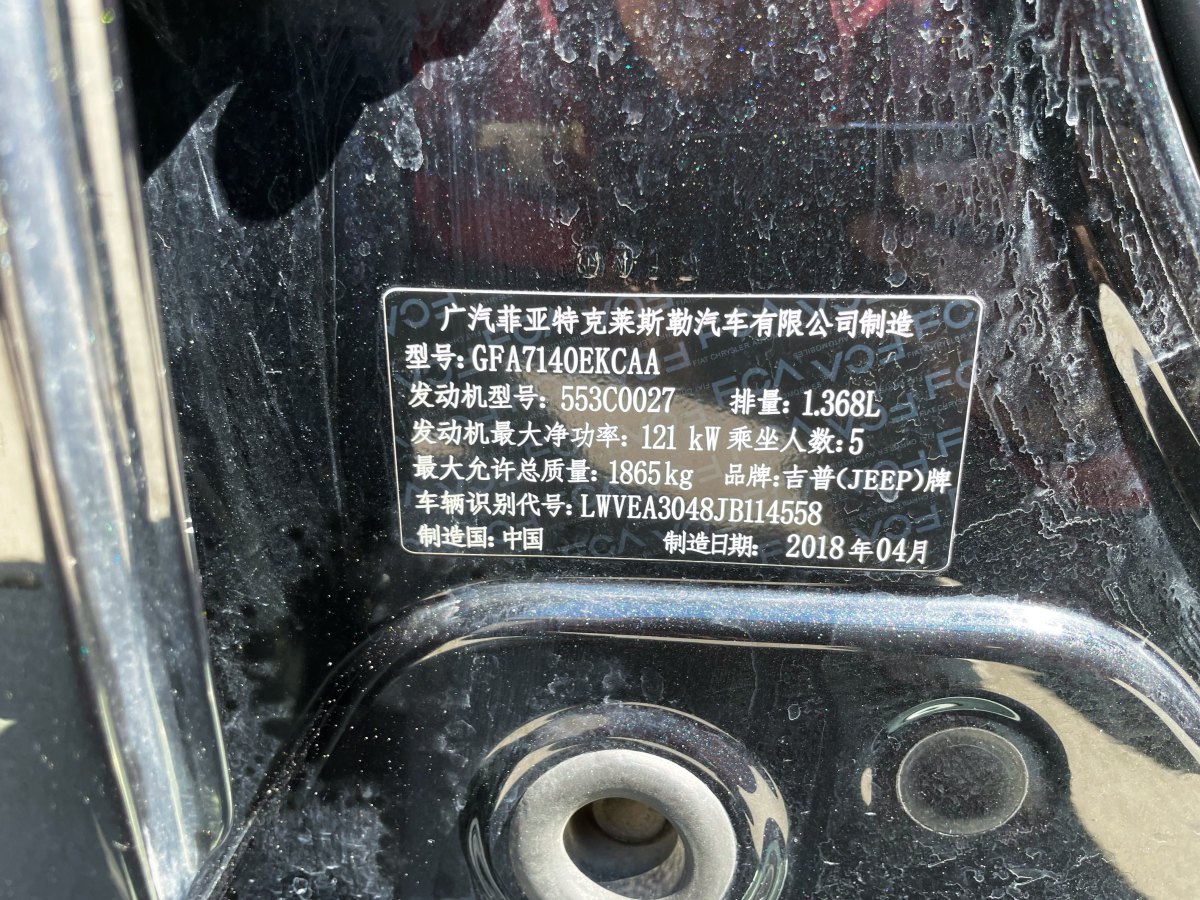 广汽菲亚特克莱斯勒汽车有限公司制造
型号: GFA7140EKCAA
发动机型号: 553C0027 排量: 1.368L
发动机最大净功率: 121 kW 乘坐人数: 5
最大允许总质量: 1865kg 品牌: 吉普(JEEP)牌
车辆识别代号: LWVEA3048JB114558
制造国: 中国 制造日期: 2018年04月